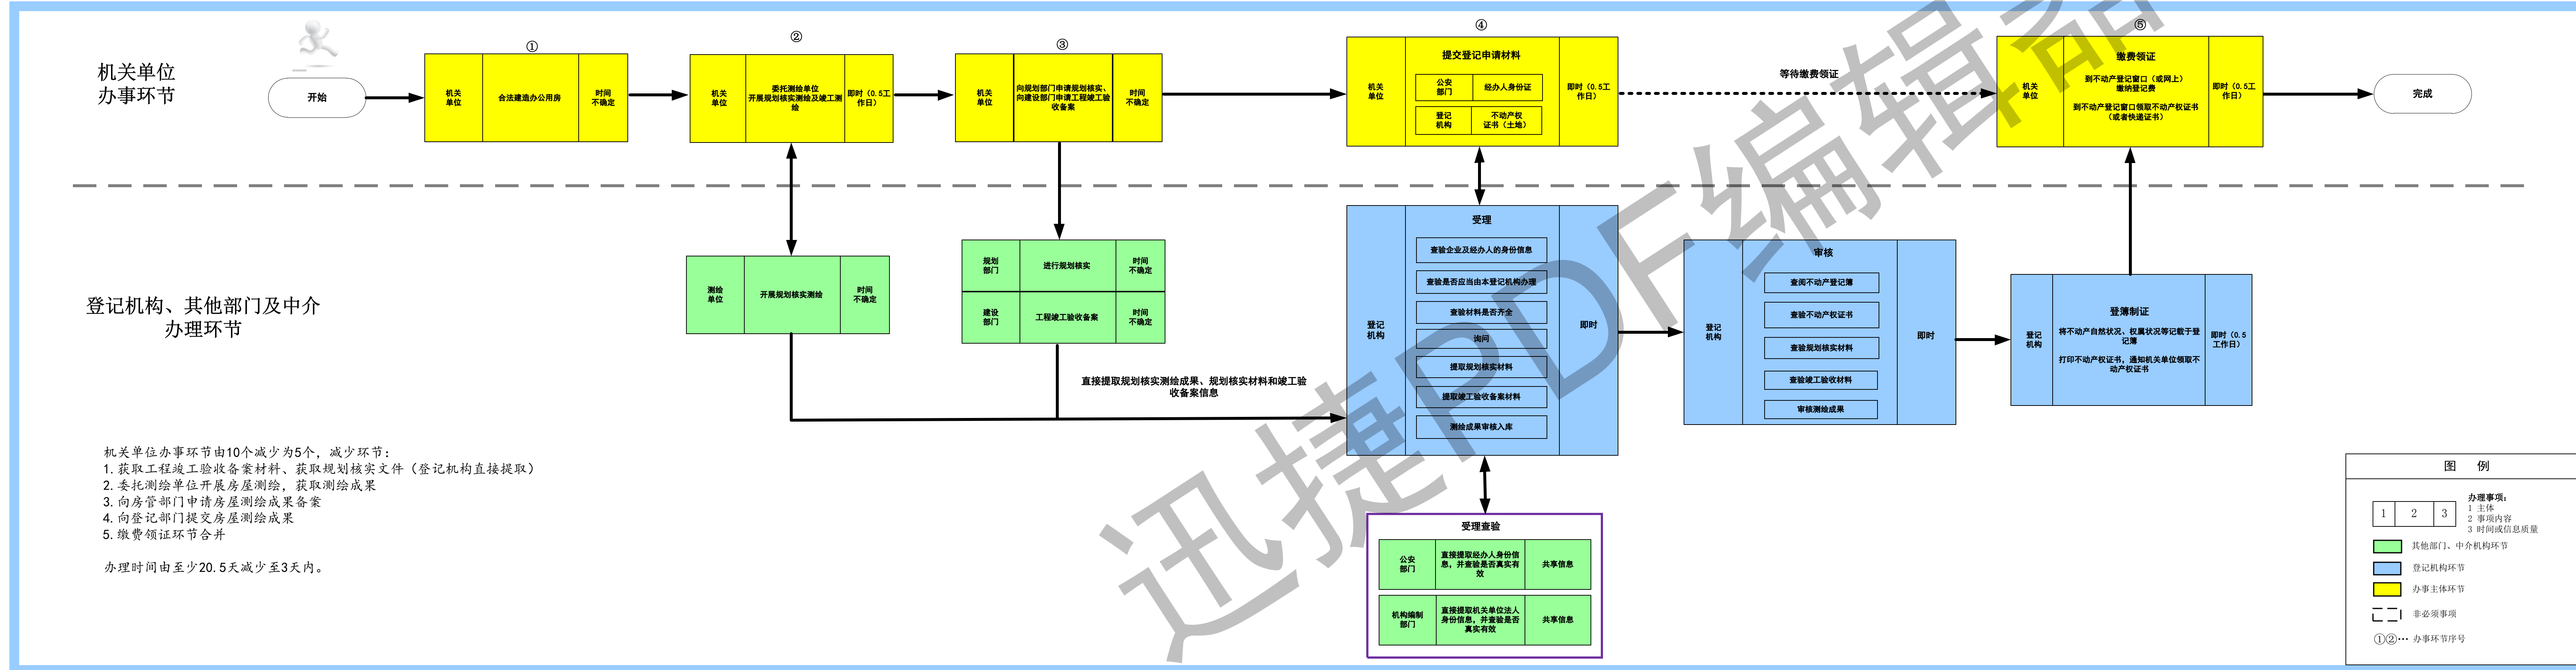 机关单位
办事环节
开始
①
机关
单位
合法建造办公用房
时间
不确定
②
机关
单位
委托测绘单位
开展规划核实测绘及竣工测
绘
即时（0.5工
作日）
③
机关
单位
向规划部门申请规划核实、
向建设部门申请工程竣工验
收备案
时间
不确定
④
机关
单位
提交登记申请材料
公安
部门
经办人身份证
登记
机构
不动产权
证书（土地）
即时（0.5工
作日）
等待缴费领证
⑤
机关
单位
缴费领证
到不动产登记窗口（或网上）
缴纳登记费
到不动产登记窗口领取不动产权证书
（或者快递证书）
即时（0.5工
作日）
完成
登记机构、其他部门及中介
办理环节
测绘
单位
开展规划核实测绘
时间
不确定
规划
部门
进行规划核实
时间
不确定
建设
部门
工程竣工验收备案
时间
不确定
直接提取规划核实测绘成果、规划核实材料和竣工验
收备案信息
登记
机构
受理
查验企业及经办人的身份信息
查验是否应当由本登记机构办理
查验材料是否齐全
询问
提取规划核实材料
提取竣工验收备案材料
测绘成果审核入库
即时
登记
机构
审核
查阅不动产登记簿
查验不动产权证书
查验规划核实材料
查验竣工验收材料
审核测绘成果
即时
登记
机构
登簿制证
将不动产自然状况、权属状况等记载于登
记簿
打印不动产权证书，通知机关单位领取不
动产权证书
即时（0.5
工作日）
受理查验
公安
部门
直接提取经办人身份信
息，并查验是否真实有
效
共享信息
机构编制
部门
直接提取机关单位法人
身份信息，并查验是否
真实有效
共享信息
机关单位办事环节由10个减少为5个，减少环节：
1.获取工程竣工验收备案材料、获取规划核实文件（登记机构直接提取）
2.委托测绘单位开展房屋测绘，获取测绘成果
3.向房管部门申请房屋测绘成果备案
4.向登记部门提交房屋测绘成果
5.缴费领证环节合并
办理时间由至少20.5天减少至3天内。
图 例
1 2 3
办理事项：
1 主体
2 事项内容
3 时间或信息质量
其他部门、中介机构环节
登记机构环节
办事主体环节
非必须事项
①②… 办事环节序号
迅捷PDF编辑器